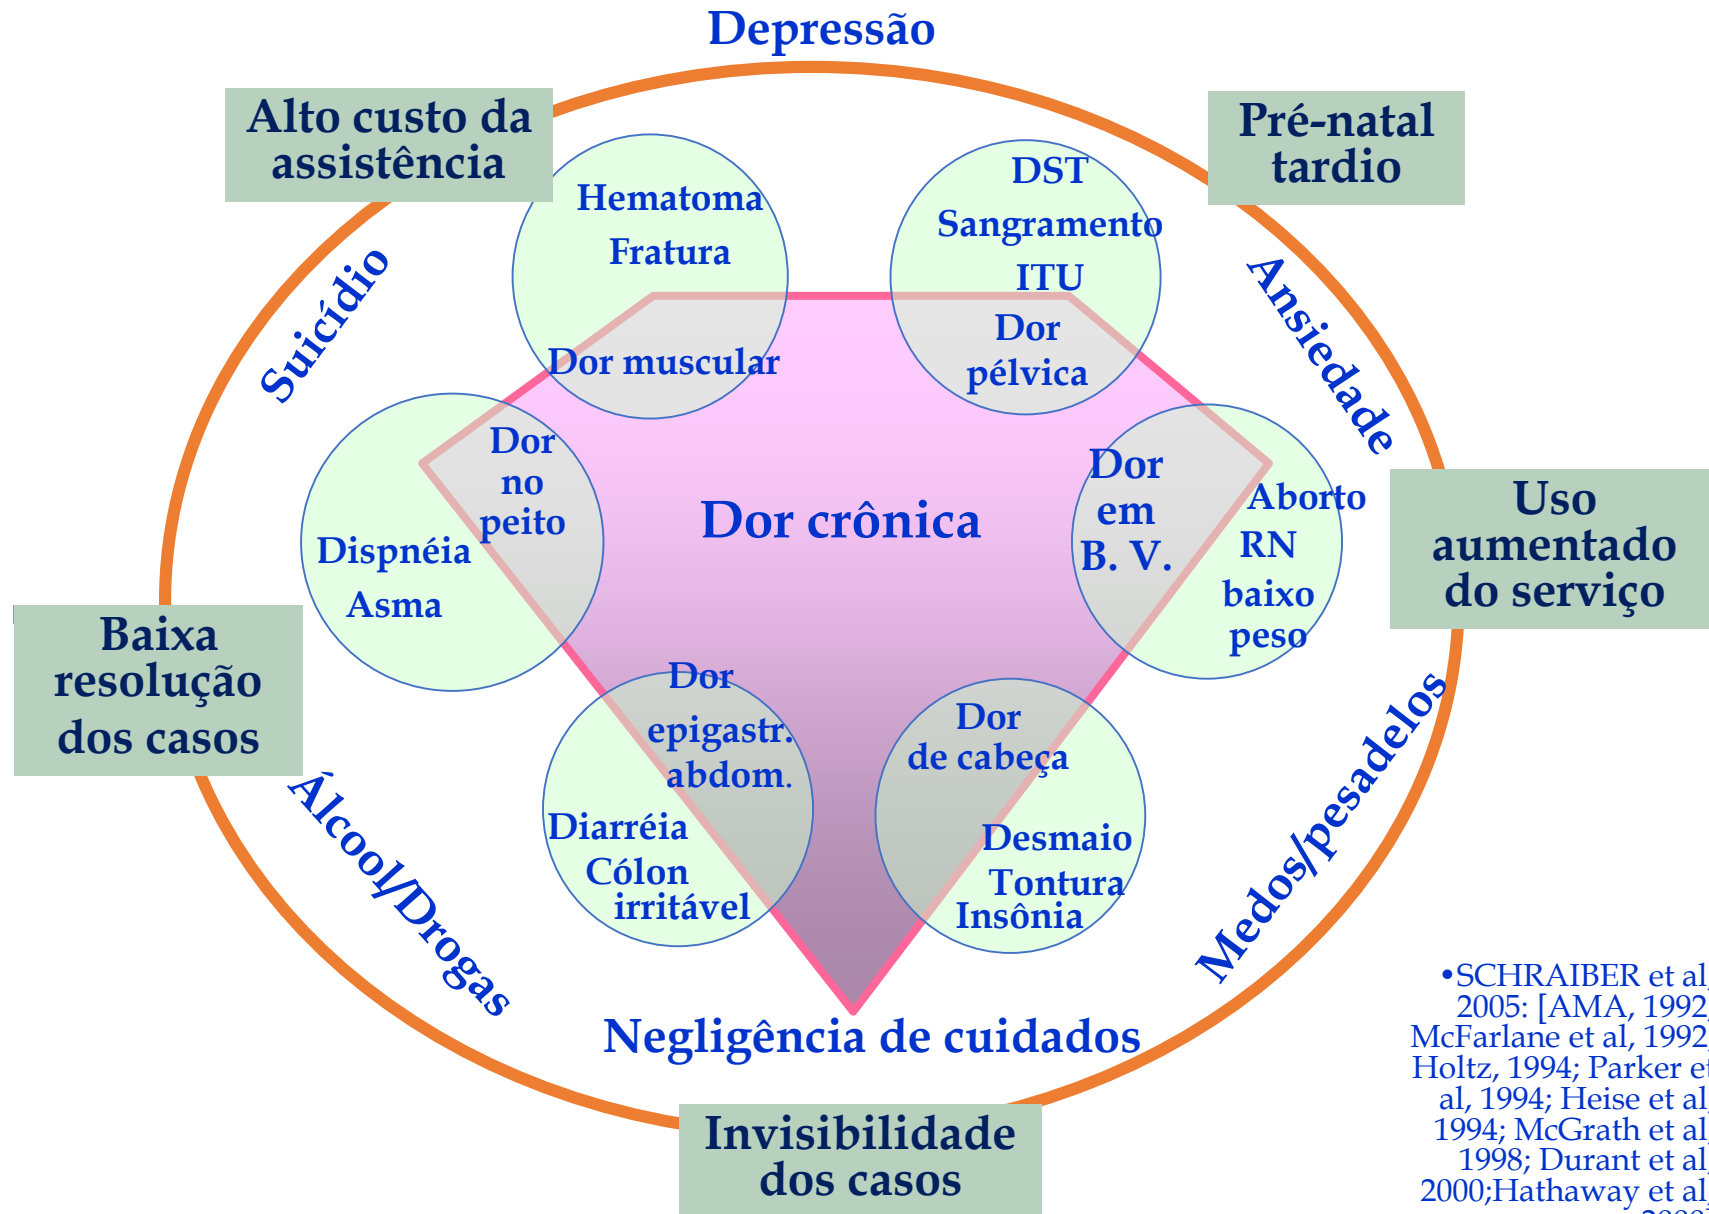 Depressão
Alto custo da
assistência
Pré-natal
tardio
Hematoma
Fratura
Dor muscular
DST
Sangramento
ITU
Dor
pélvica
Suicídio
Ansiedade
Dor
no
peito
Dispnéia
Asma
Dor crônica
Dor
em
B. V.
Aborto
RN
baixo
peso
Uso
aumentado
do serviço
Baixa
resolução
dos casos
Dor
epigastr.
abdom.
Diarréia
Cólon
irritável
Dor
de cabeça
Desmaio
Tontura
Insônia
Álcool/Drogas
Medos/pesadelos
Negligência de cuidados
Invisibilidade
dos casos
•SCHRAIBER et al,
2005: [AMA, 1992,
McFarlane et al, 1992,
Holtz, 1994; Parker et
al, 1994; Heise et al,
1994; McGrath et al,
1998; Durant et al,
2000;Hathaway et al,